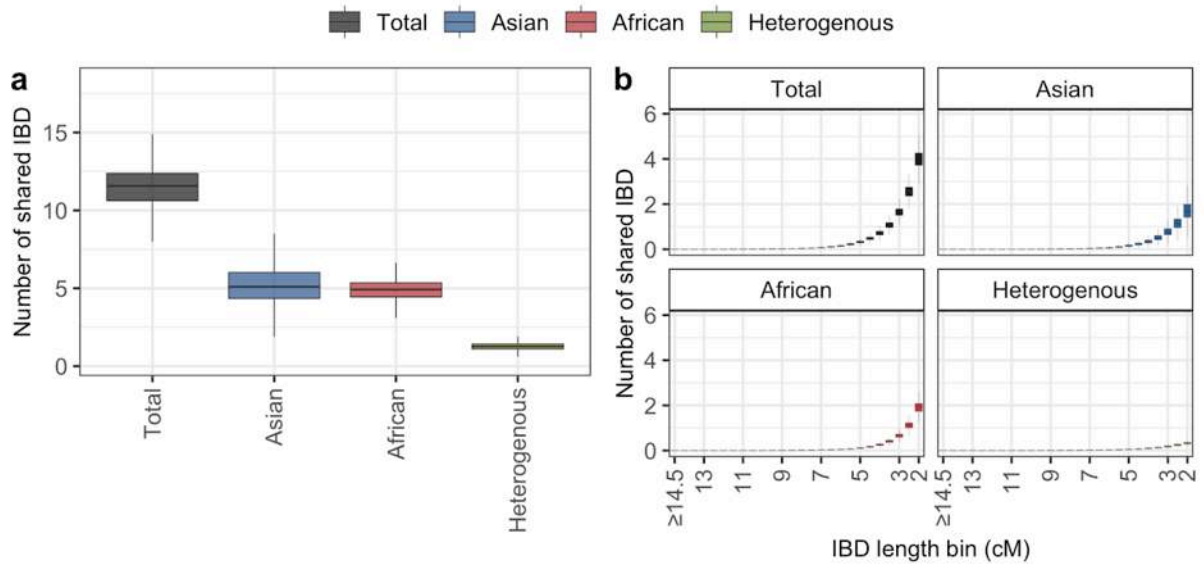 Total Asian African Heterogenous
a
Number of shared IBD
15
10
5
0
Total
Asian
African
Heterogenous
b
Total
Asian
Number of shared IBD
6
4
2
0
African
Heterogenous
6
4
2
0
≥14.5 13 11 9 7 5 3 2
≥14.5 13 11 9 7 5 3 2
IBD length bin (cM)